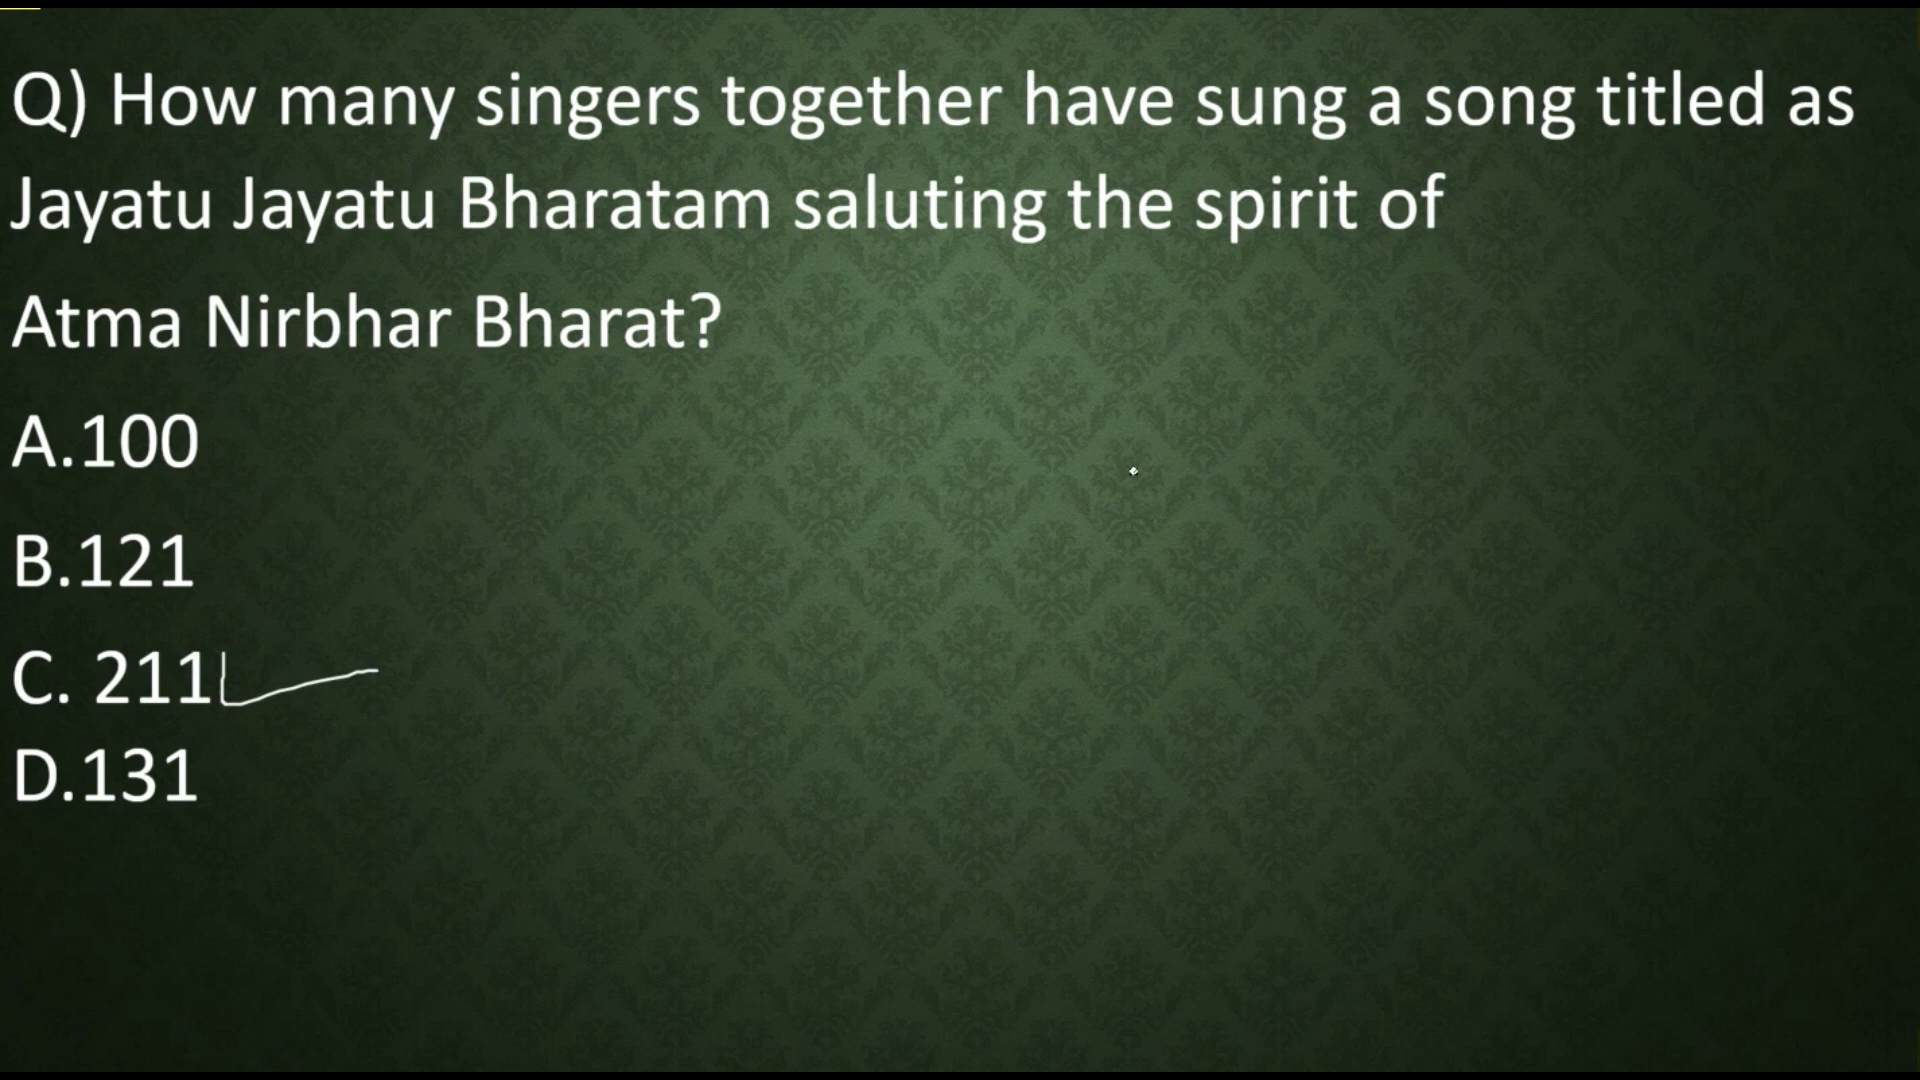 Q) How many singers together have sung a song titled as
Jayatu Jayatu Bharatam saluting the spirit of
Atma Nirbhar Bharat?
A.100
B.121
C. 211
D.131